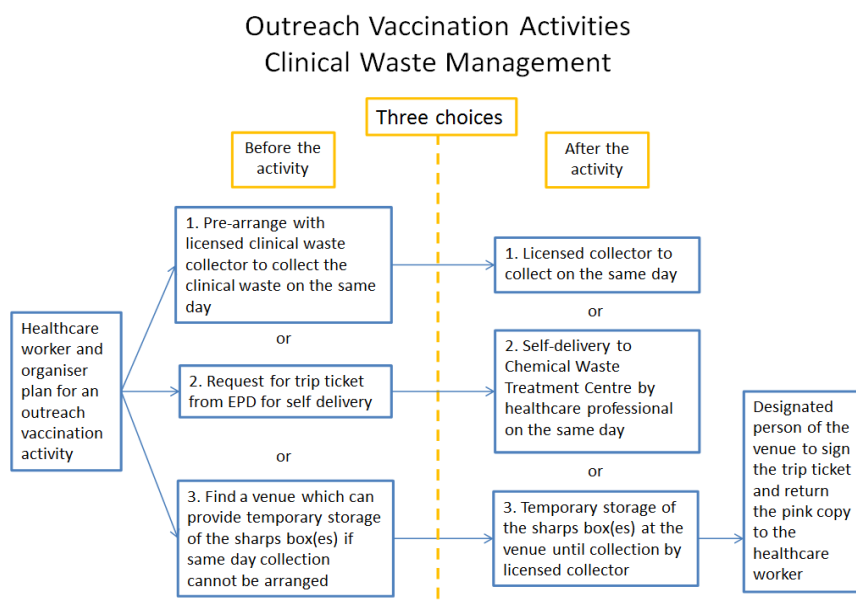 Outreach Vaccination Activities
Clinical Waste Management
Three choices
Before the
activity
After the
activity
Healthcare
worker and
organiser
plan for an
outreach
vaccination
activity
1. Pre-arrange with
licensed clinical waste
collector to collect the
clinical waste on the same
day
or
2. Request for trip ticket
from EPD for self delivery
or
3. Find a venue which can
provide temporary storage
of the sharps box(es) if
same day collection
cannot be arranged
1. Licensed collector to
collect on the same day
or
2. Self-delivery to
Chemical Waste
Treatment Centre by
healthcare professional
on the same day
or
3. Temporary storage of
the sharps box(es) at the
venue until collection by
licensed collector
Designated
person of the
venue to sign
the trip ticket
and return
the pink copy
to the
healthcare
worker